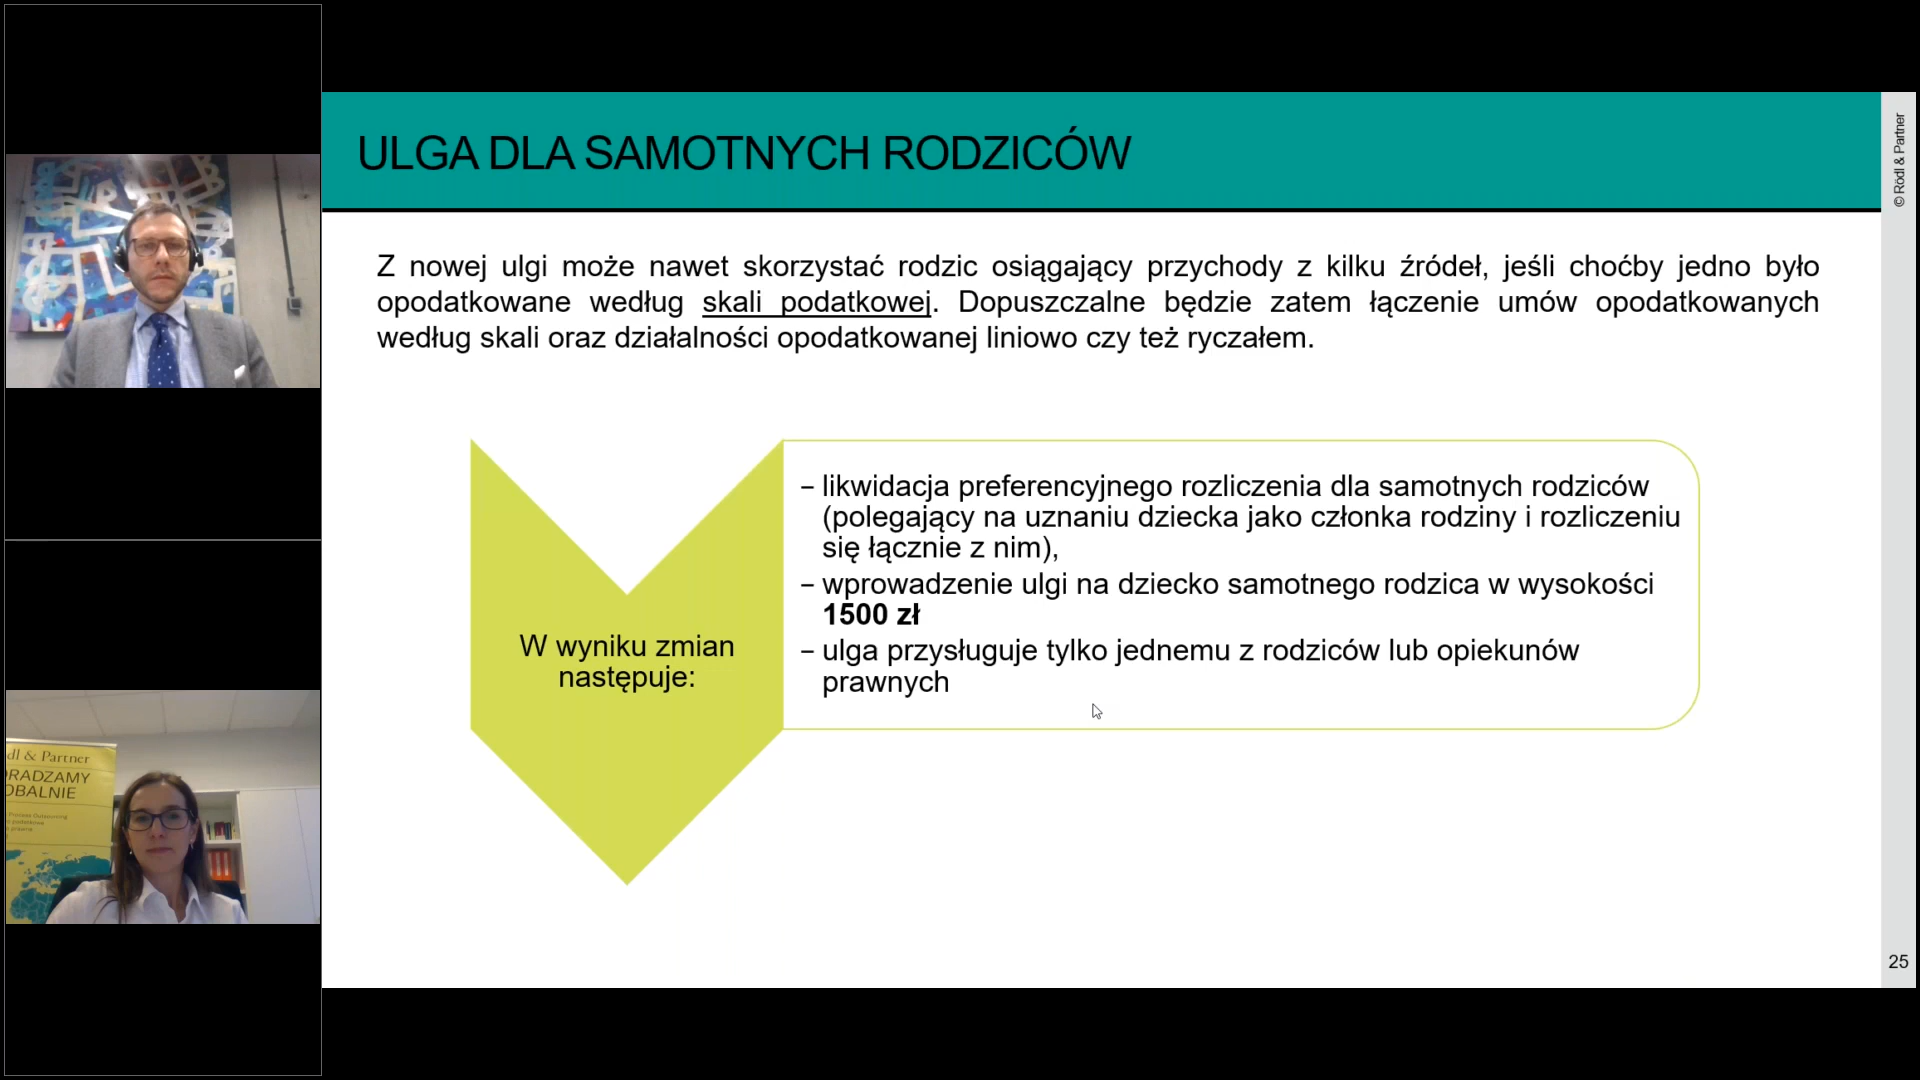 ULGA DLA SAMOTNYCH RODZICÓW
© Rödl & Partner
Z nowej ulgi może nawet skorzystać rodzic osiągający przychody z kilku źródeł, jeśli choćby jedno było
opodatkowane według skali podatkowej. Dopuszczalne będzie zatem łączenie umów opodatkowanych
według skali oraz działalności opodatkowanej liniowo czy też ryczałem.
W wyniku zmian
następuje:
– likwidacja preferencyjnego rozliczenia dla samotnych rodziców
(polegający na uznaniu dziecka jako członka rodziny i rozliczeniu
się łącznie z nim),
– wprowadzenie ulgi na dziecko samotnego rodzica w wysokości
1500 zł
– ulga przysługuje tylko jednemu z rodziców lub opiekunów
prawnych
25
dl & Partner
RADZAMY
OBALNIE